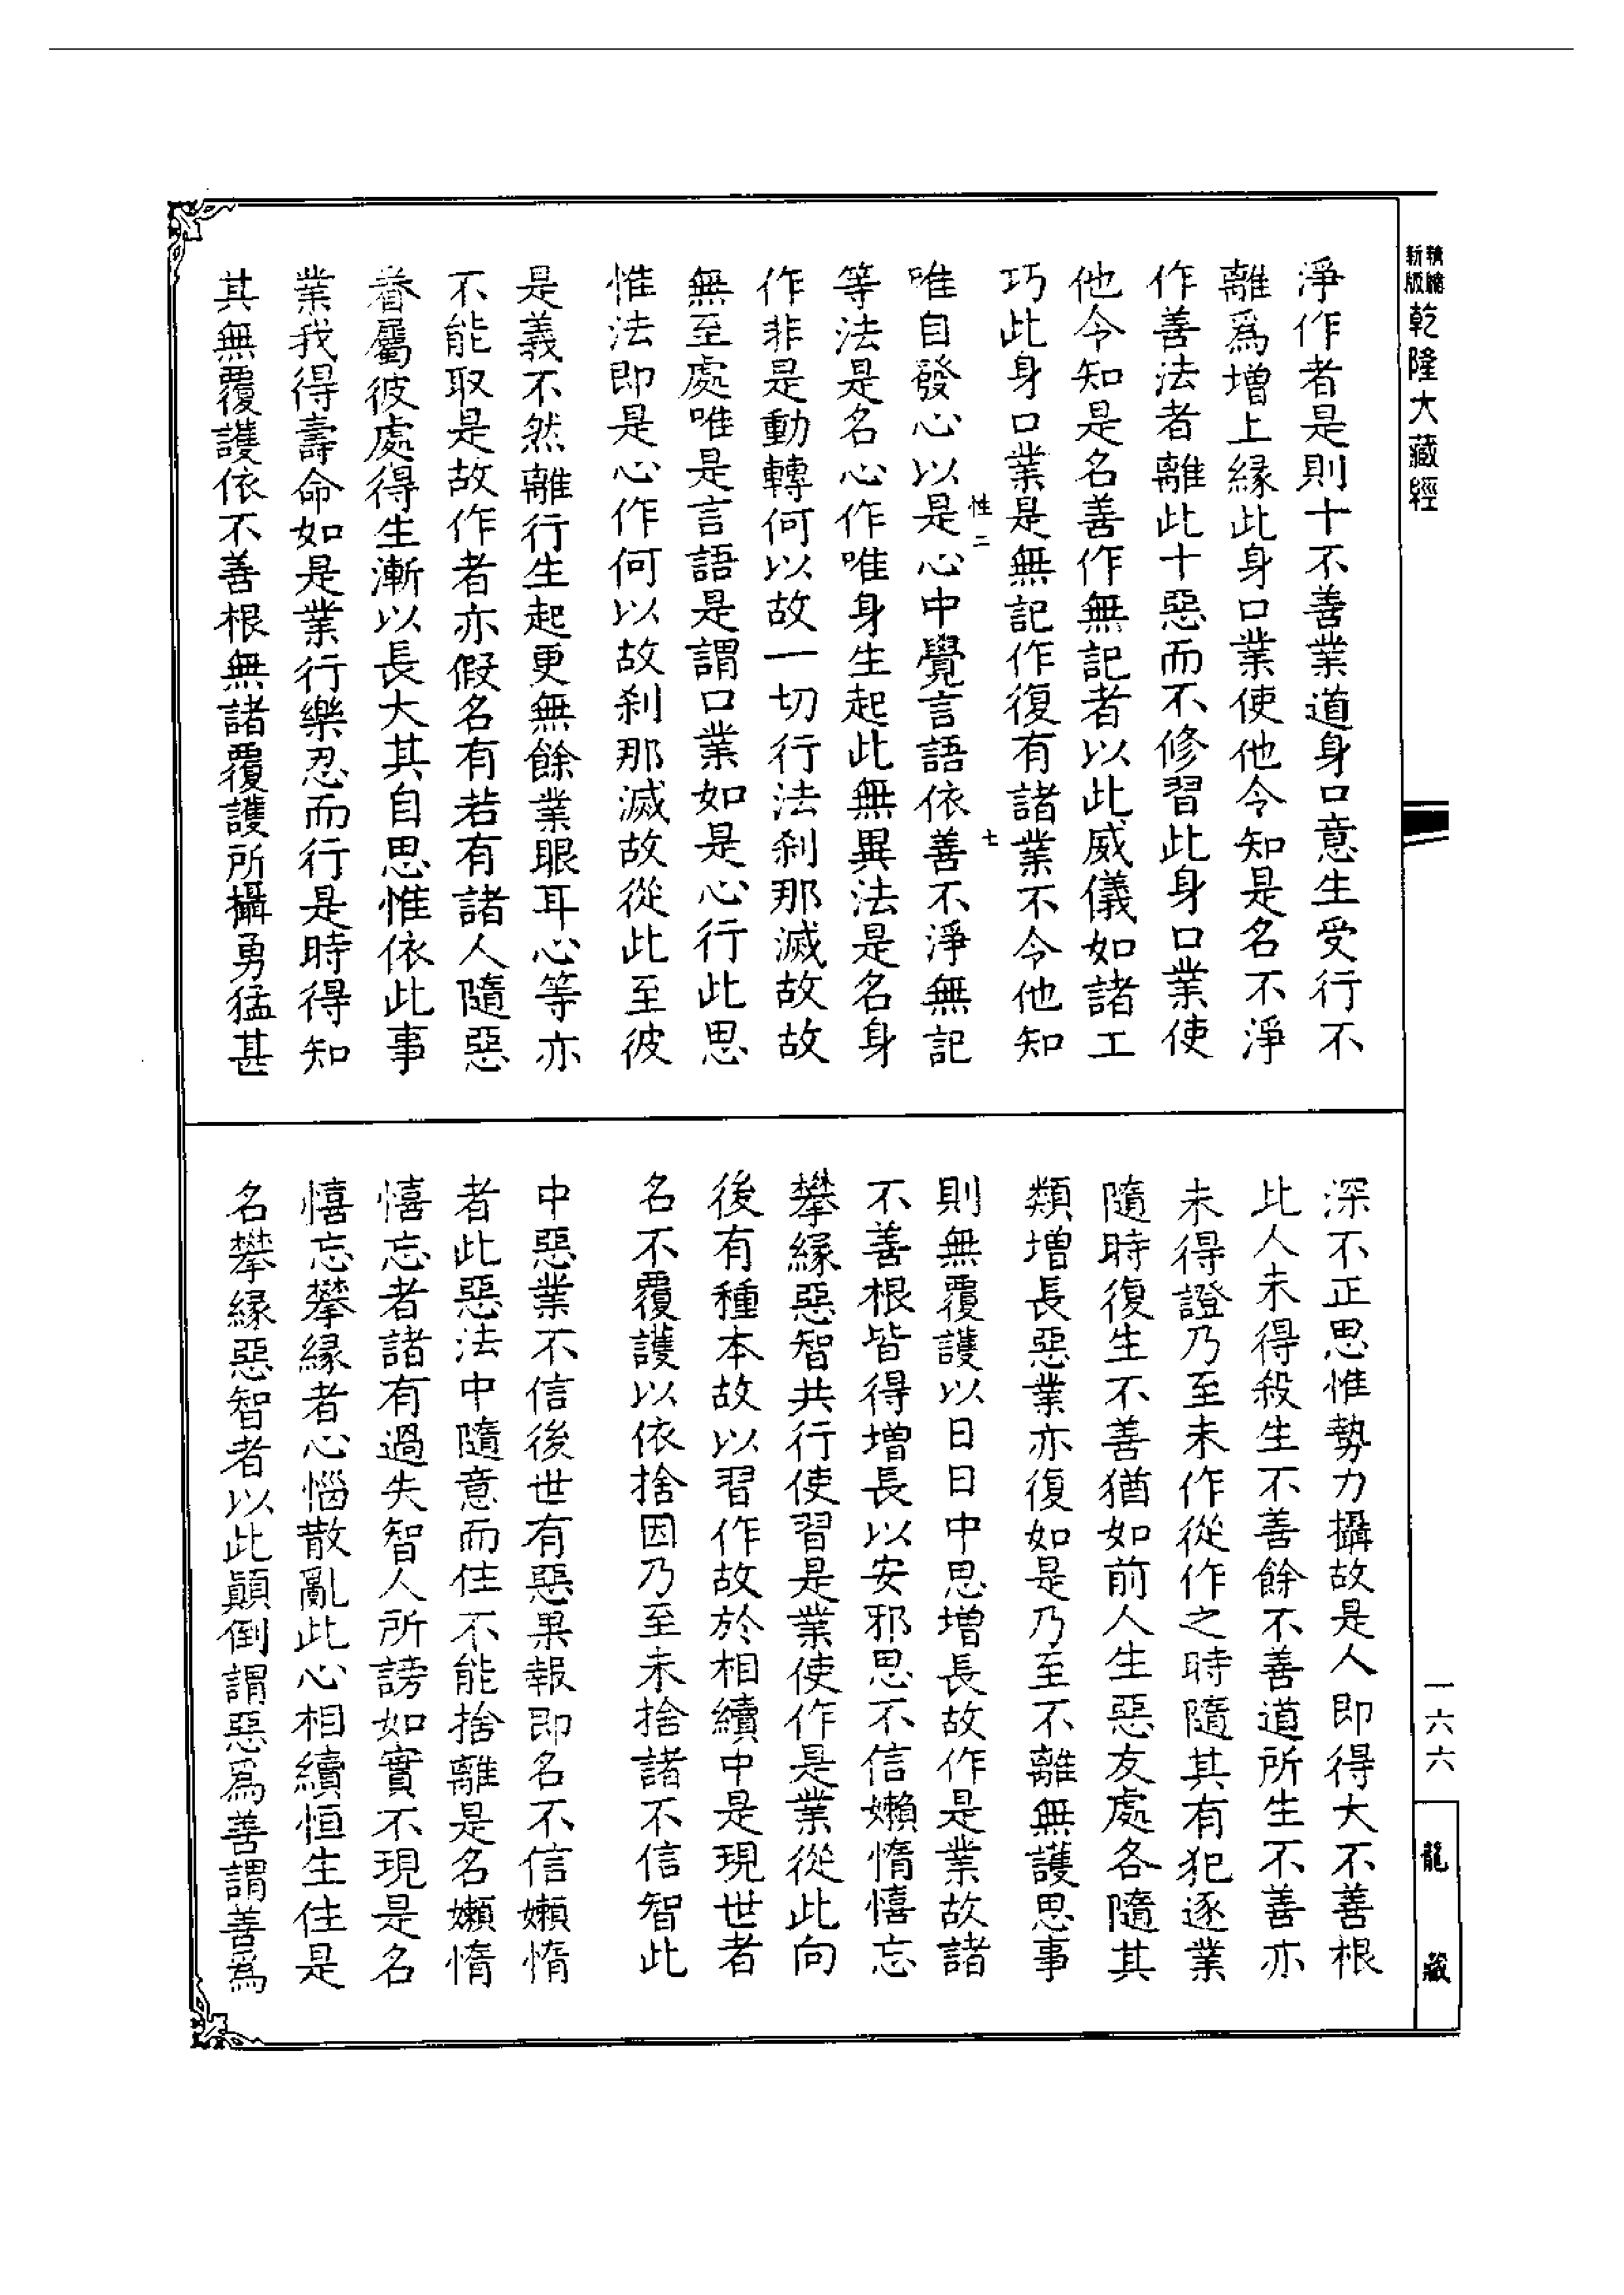 精縮新版乾隆大藏經
淨作者是則十不善業道身口意生受行不
離爲增上緣此身口業使他令知是名不淨
作善法者離此十惡而不修習此身口業使
他令知是名善作無記者以此威儀如諸工
巧此身口業是無記作復有諸業不令他知
性二 七
唯自發心以是心中覺言語依善不淨無記
等法是名心作唯身生起此無異法是名身
作非是動轉何以故一切行法剎那滅故故
無至處唯是言語是謂口業如是心行此思
惟法即是心作何以故剎那滅故從此至彼
是義不然離行生起更無餘業眼耳心等亦
不能取是故作者亦假名有若有諸人隨惡
眷屬彼處得生漸以長大其自思惟依此事
業我得壽命如是業行樂忍而行是時得知
其無覆護依不善根無諸覆護所攝勇猛甚
深不正思惟勢力攝故是人即得大不善根
此人未得殺生不善餘不善道所生不善亦
未得證乃至未作從作之時隨其有犯逐業
隨時復生不善猶如前人生惡友處各隨其
類增長惡業亦復如是乃至不離無護思事
則無覆護以日日中思增長故作是業故諸
不善根皆得增長以安邪思不信嬾惰憘忘
攀緣惡智共行使習是業使作是業從此向
後有種本故以習作故於相續中是現世者
名不覆護以依捨因乃至未捨諸不信智此
中惡業不信後世有惡果報即名不信嬾惰
者此惡法中隨意而住不能捨離是名嬾惰
憘忘者諸有過失智人所謗如實不現是名
憘忘攀緣者心惱散亂此心相續恒生住是
名攀緣惡智者以此顛倒謂惡爲善謂善爲
一六六
龍藏